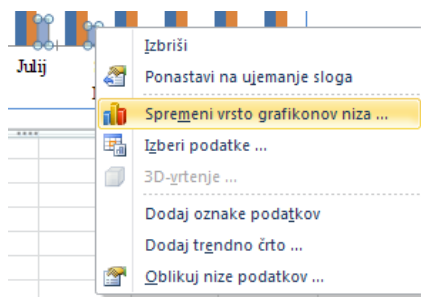 Julij
Izbriši
Ponastavi na ujemanje sloga
Spremeni vrsto grafikonov niza ...
Izberi podatke ...
3D-vrtenje ...
Dodaj oznake podatkov
Dodaj trendno črto ...
Oblikuj nize podatkov ...